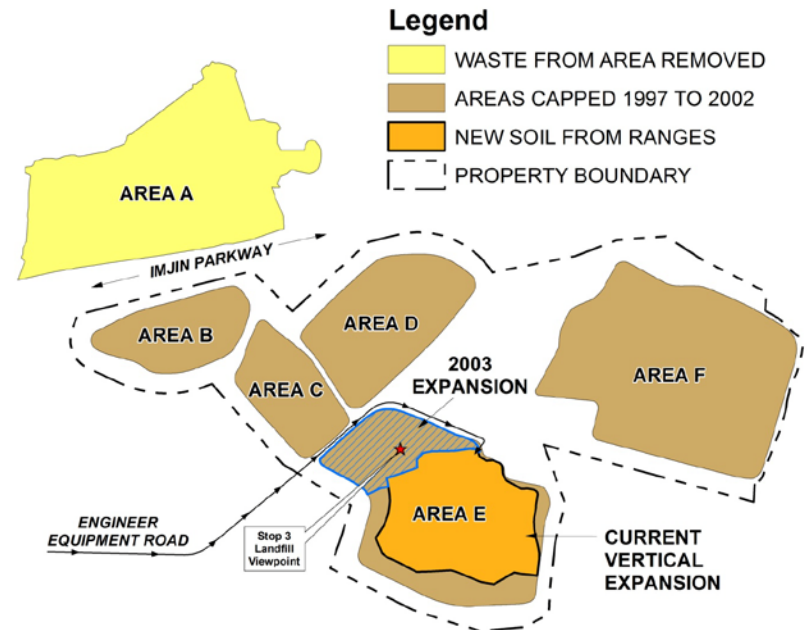 Legend
WASTE FROM AREA REMOVED
AREAS CAPPED 1997 TO 2002
NEW SOIL FROM RANGES
PROPERTY BOUNDARY
AREA A
IMJIN PARKWAY
AREA B
AREA C
AREA D
2003
EXPANSION
AREA F
AREA E
ENGINEER
EQUIPMENT ROAD
Stop 3
Landfill
Viewpoint
CURRENT
VERTICAL
EXPANSION